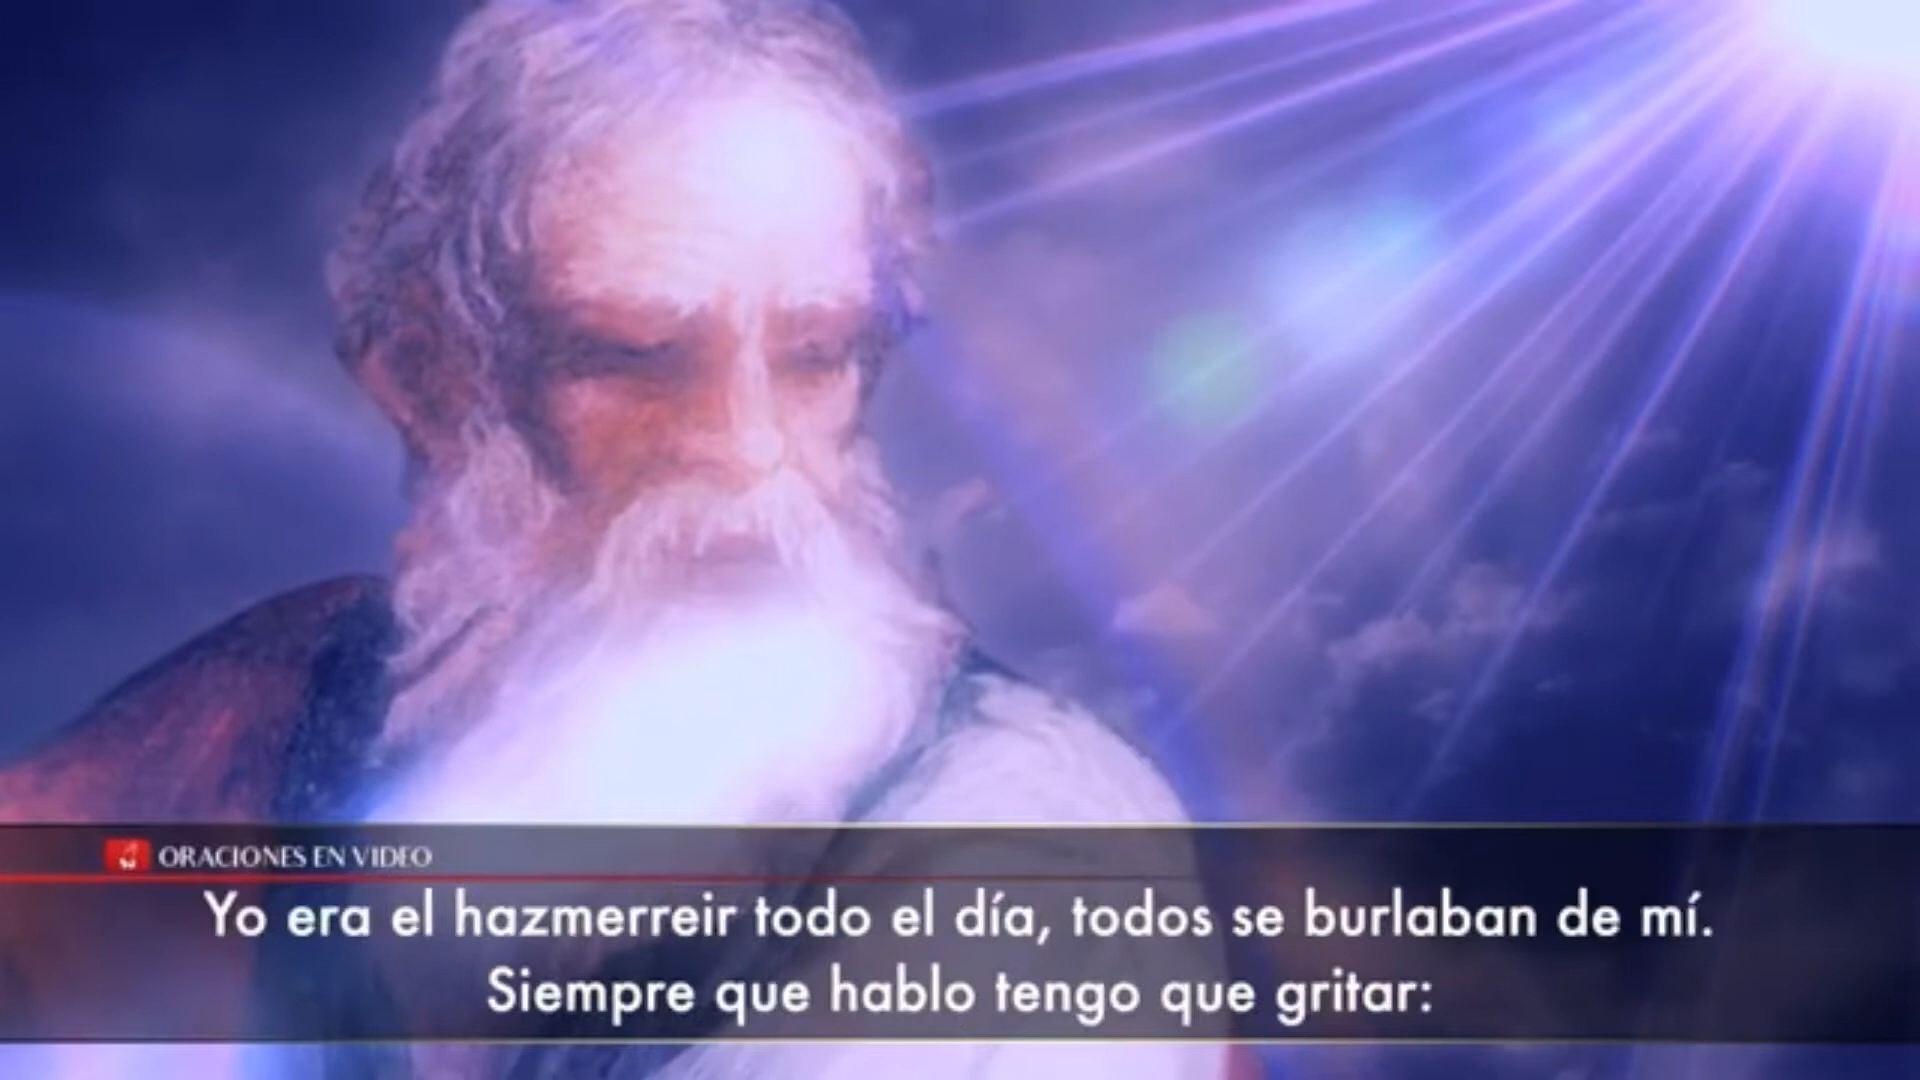 ORACIONES EN VIDEO
Yo era el hazmerreir todo el día, todos se burlaban de mí.
Siempre que hablo tengo que gritar: